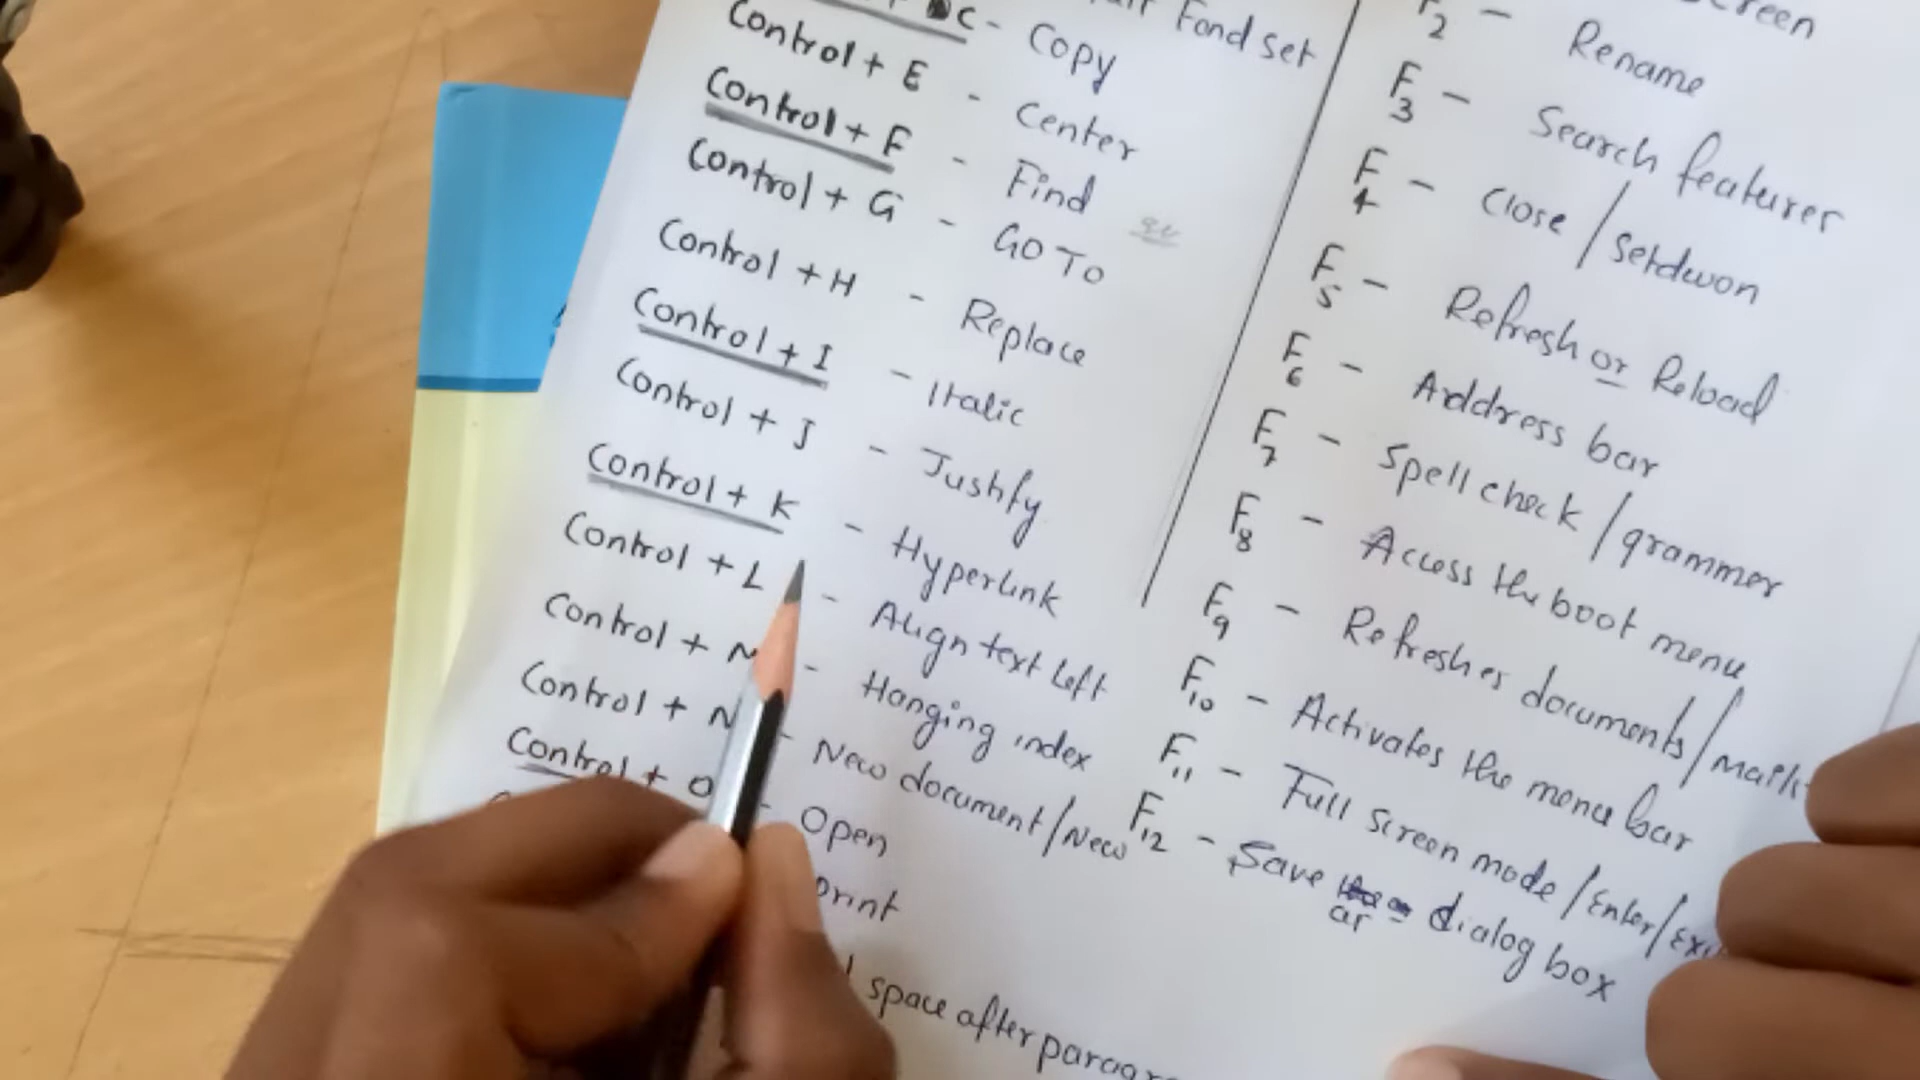 Fond set
C - Copy
Control + E - Center
Control + F - Find
Control + G - GO TO
Control + H - Replace
Control + I - Italic
Control + J - Justify
Control + K - Hyperlink
Control + L - Align text left
Control + - Hanging index
Control + N - New document/New
Control + O - Open
Print
space after
Screen
F2 - Rename
F3 - Search features
F4 - Close / Setdwon
F5 - Refresh or Reload
F6 - Address bar
F7 - Spell check / grammer
F8 - Access the boot menu
F9 - Refreshes documents/mails
F10 - Activates the menu bar
F11 - Full screen mode / Enter/
F12 - Save ar dialog box